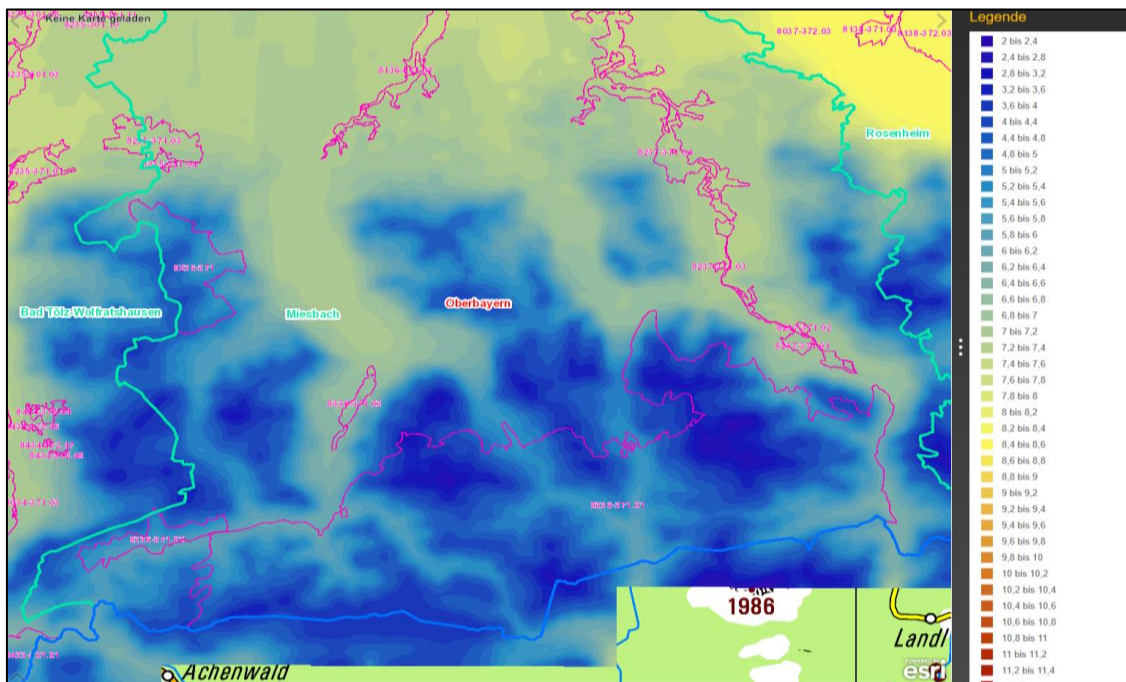 Keine Karte geladen
8037-372.03
8138-372.03
Rosenheim
Bad Tölz-Wolfratshausen
Miesbach
Oberbayern
1986
Landl
Achenwald
POWERED BY
esri
Legende
2 bis 2,4
2,4 bis 2,8
2,8 bis 3,2
3,2 bis 3,6
3,6 bis 4
4 bis 4,4
4,4 bis 4,8
4,8 bis 5
5 bis 5,2
5,2 bis 5,4
5,4 bis 5,6
5,6 bis 5,8
5,8 bis 6
6 bis 6,2
6,2 bis 6,4
6,4 bis 6,6
6,6 bis 6,8
6,8 bis 7
7 bis 7,2
7,2 bis 7,4
7,4 bis 7,6
7,6 bis 7,8
7,8 bis 8
8 bis 8,2
8,2 bis 8,4
8,4 bis 8,6
8,6 bis 8,8
8,8 bis 9
9 bis 9,2
9,2 bis 9,4
9,4 bis 9,6
9,6 bis 9,8
9,8 bis 10
10 bis 10,2
10,2 bis 10,4
10,4 bis 10,6
10,6 bis 10,8
10,8 bis 11
11 bis 11,2
11,2 bis 11,4